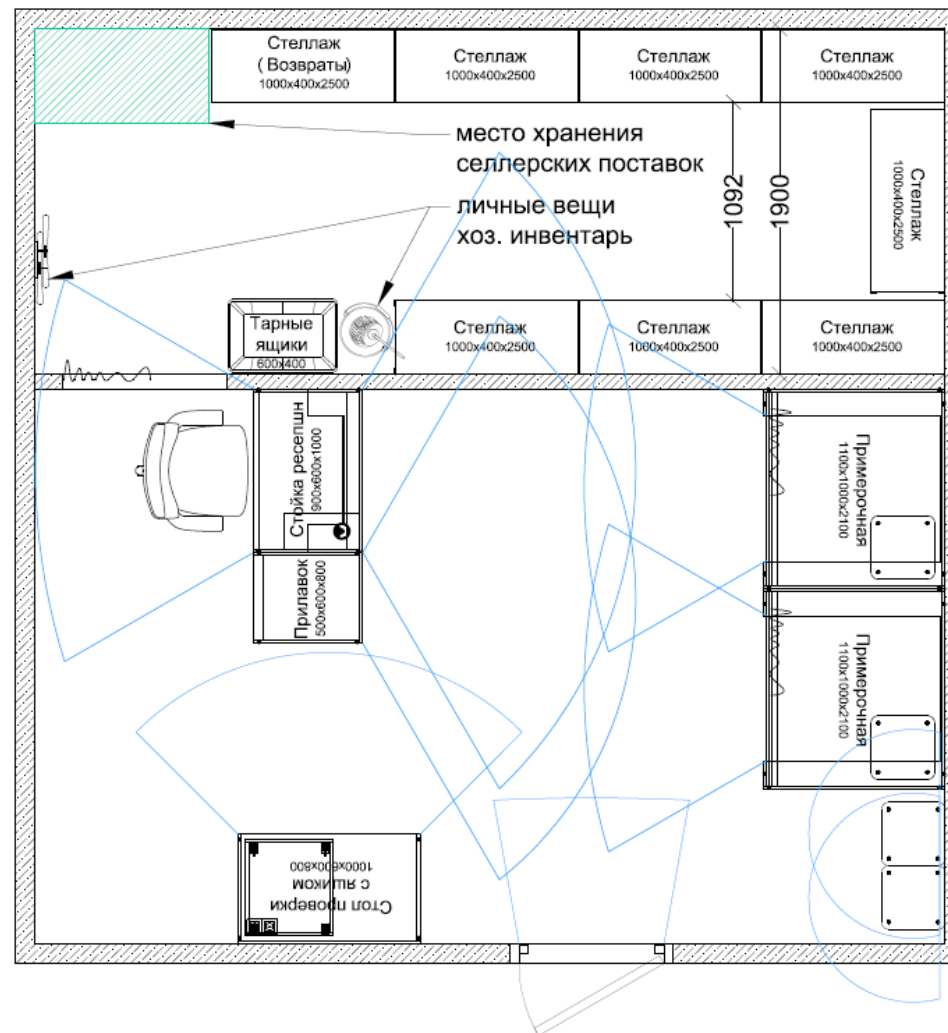 Стеллаж
( Возвраты)
1000x400x2500
Стеллаж
1000x400x2500
Стеллаж
1000x400x2500
Стеллаж
1000x400x2500
место хранения
селлерских поставок
личные вещи
хоз. инвентарь
1092
1900
Стеллаж
1000x400x2500
Тарные
ящики
600x400
Стеллаж
1000x400x2500
Стеллаж
1000x400x2500
Стеллаж
1000x400x2500
Стойка ресепшн
900x600x1000
Прилавок
500x600x800
Примерочная
1100x1000x2100
Примерочная
1100x1000x2100
Стол проверки
с ящиком
1000x600x800